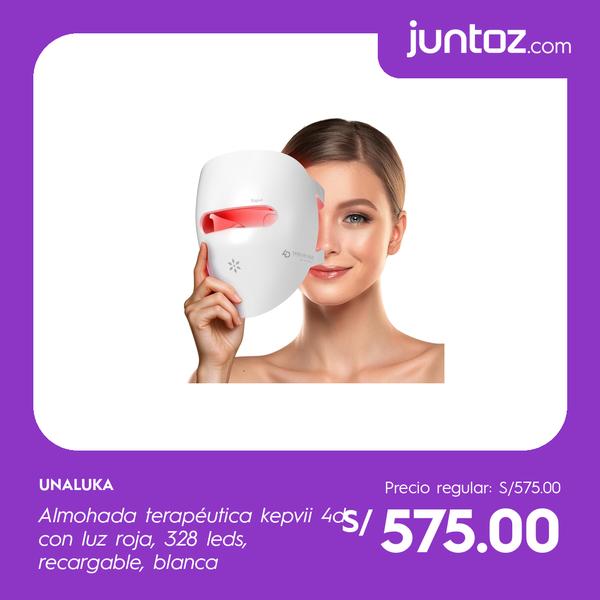 juntoz.com
UNALUKA
Almohada terapéutica kepvii 4d
con luz roja, 328 leds,
recargable, blanca
Precio regular: S/575.00
S/ 575.00